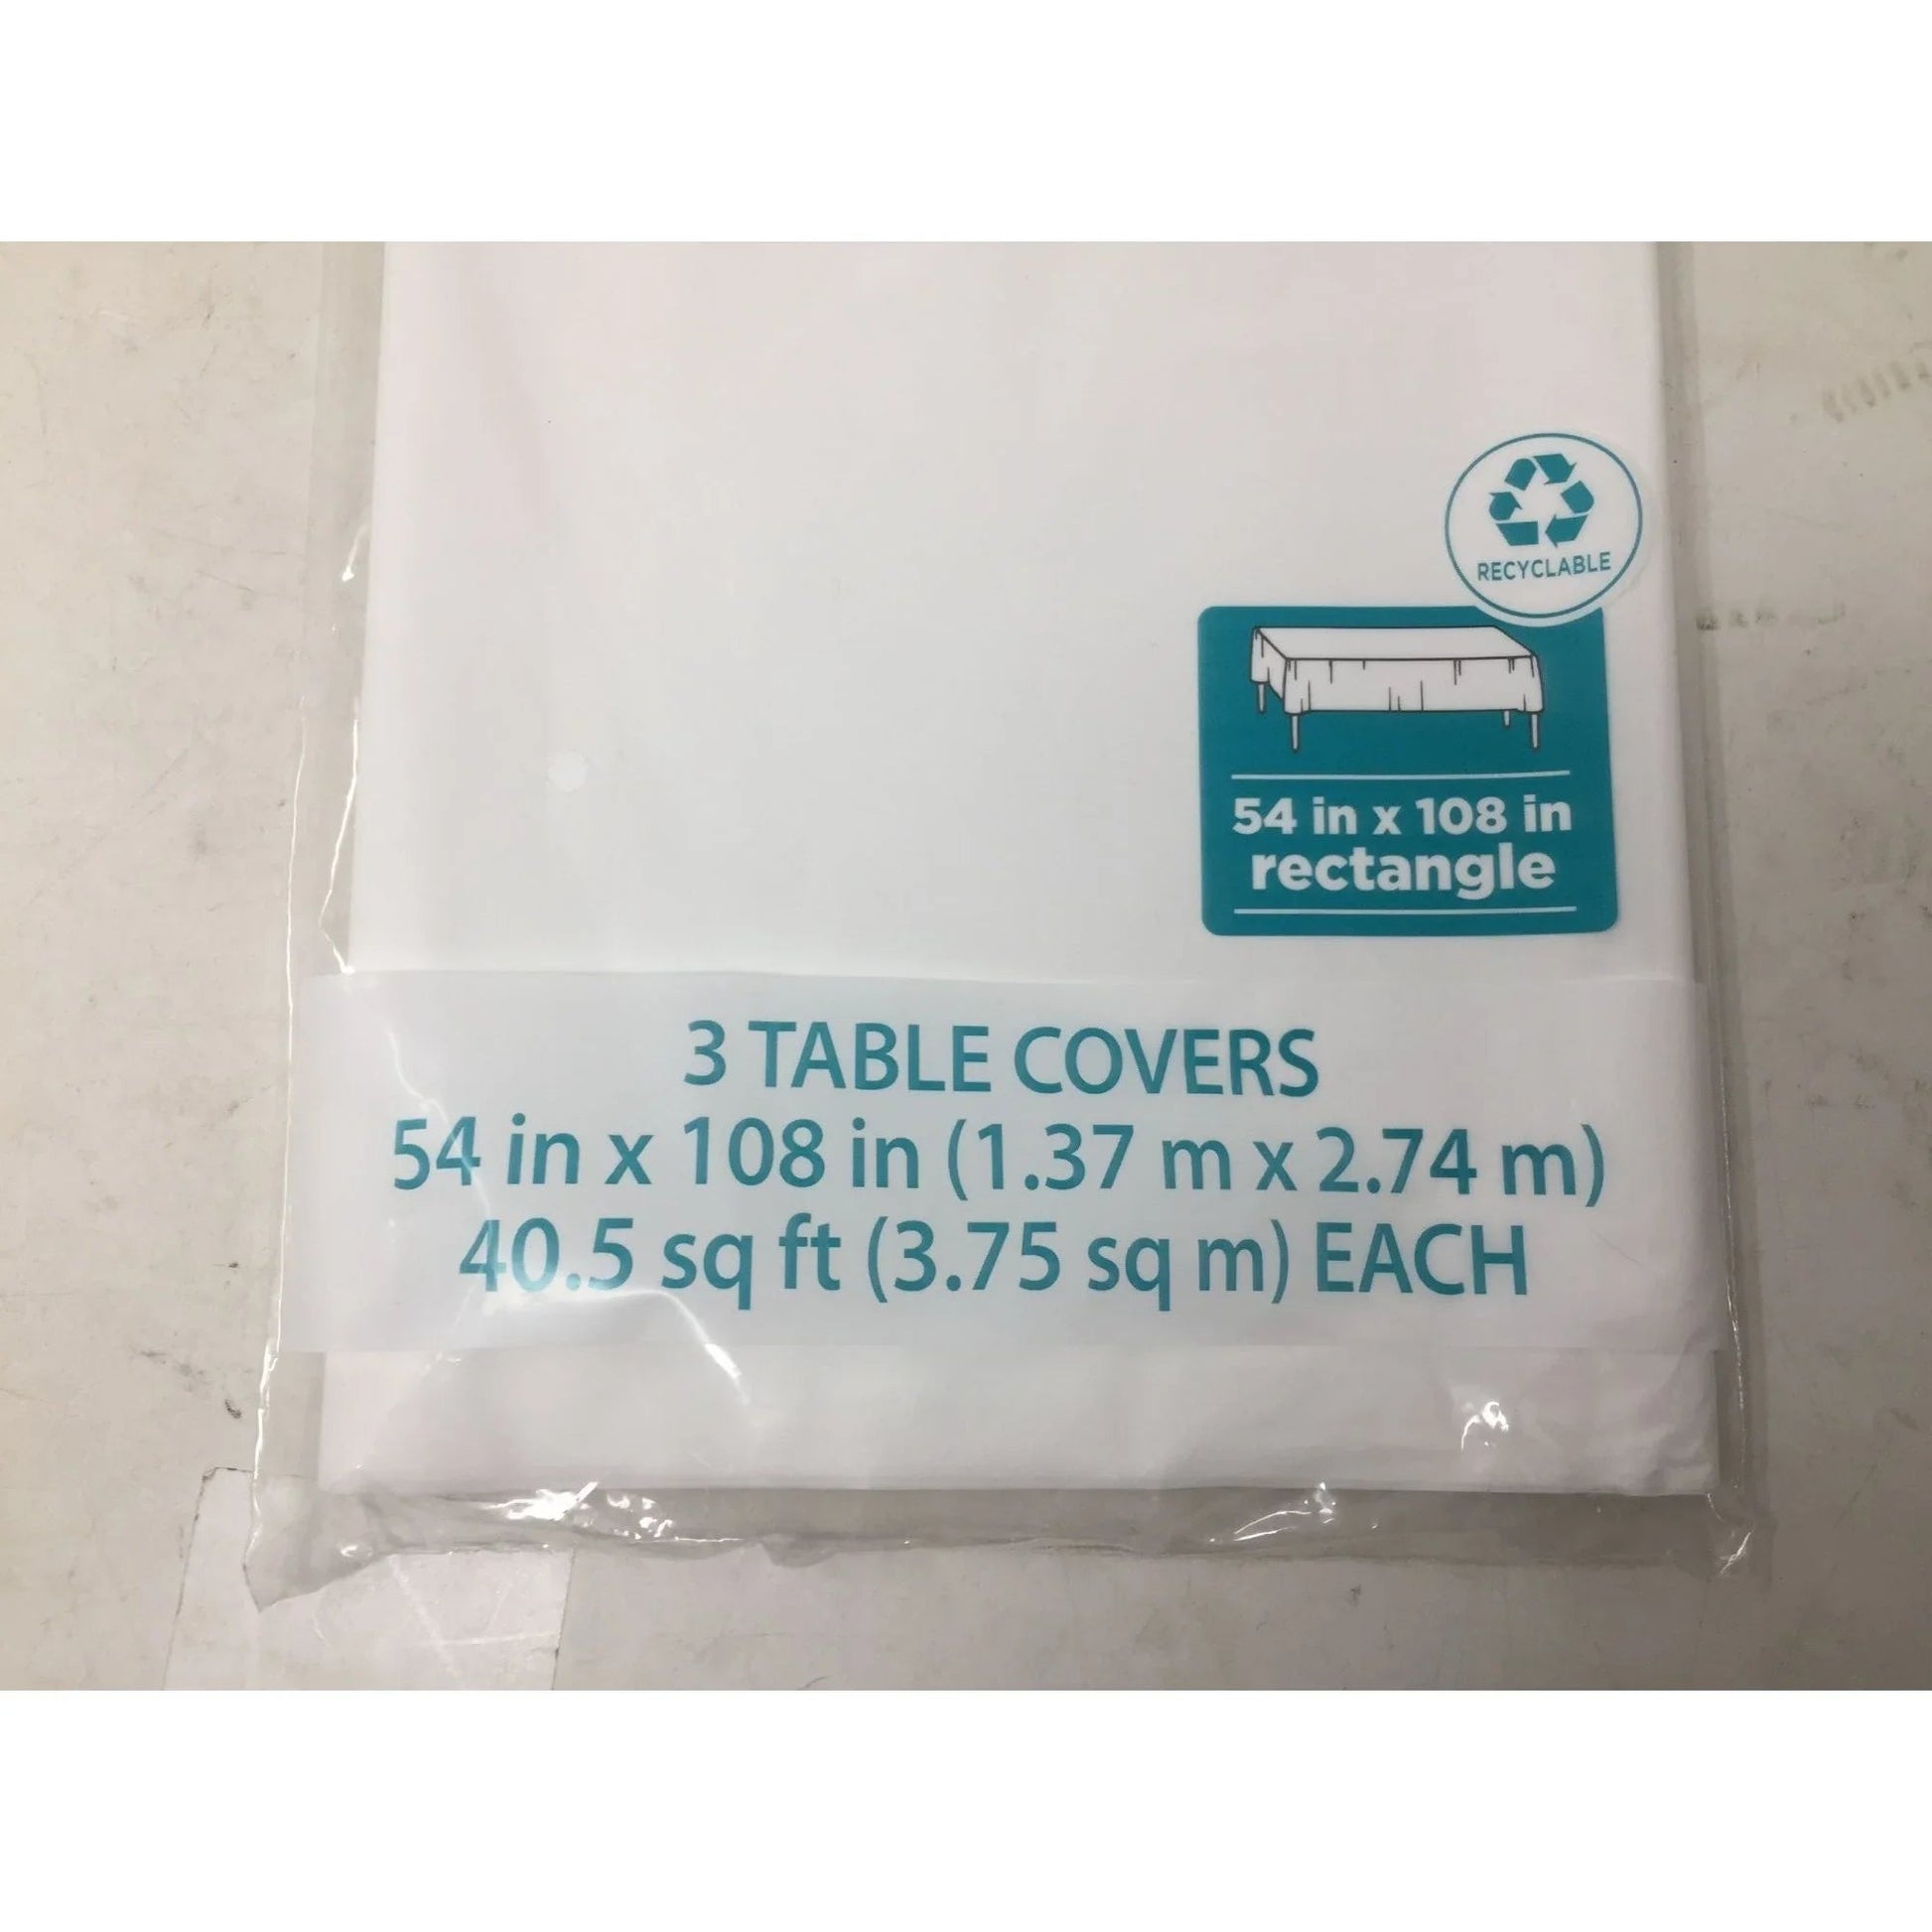 RECYCLABLE
54 in x 108 in
rectangle
3 TABLE COVERS
54 in x 108 in (1.37 m x 2.74 m)
40.5 sq ft (3.75 sq m) EACH